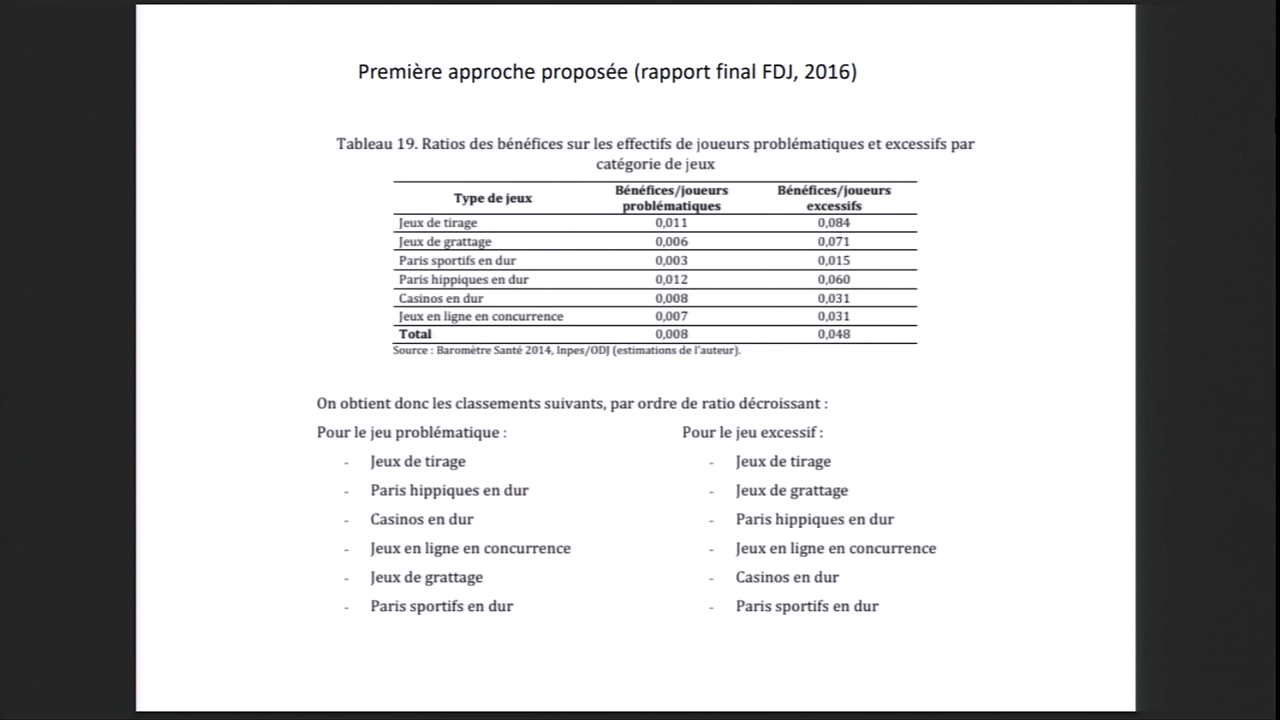 Première approche proposée (rapport final FDJ, 2016)
Tableau 19. Ratios des bénéfices sur les effectifs de joueurs problématiques et excessifs par
catégorie de jeux
Type de jeux Bénéfices/joueurs problématiques Bénéfices/joueurs excessifs
Jeux de tirage 0,011 0,084
Jeux de grattage 0,006 0,071
Paris sportifs en dur 0,003 0,015
Paris hippiques en dur 0,012 0,060
Casinos en dur 0,008 0,031
Jeux en ligne en concurrence 0,007 0,031
Total 0,008 0,048
Source : Baromètre Santé 2014, Inpes/ODJ (estimations de l'auteur).
On obtient donc les classements suivants, par ordre de ratio décroissant :
Pour le jeu problématique :
- Jeux de tirage
- Paris hippiques en dur
- Casinos en dur
- Jeux en ligne en concurrence
- Jeux de grattage
- Paris sportifs en dur
Pour le jeu excessif :
- Jeux de tirage
- Jeux de grattage
- Paris hippiques en dur
- Jeux en ligne en concurrence
- Casinos en dur
- Paris sportifs en dur